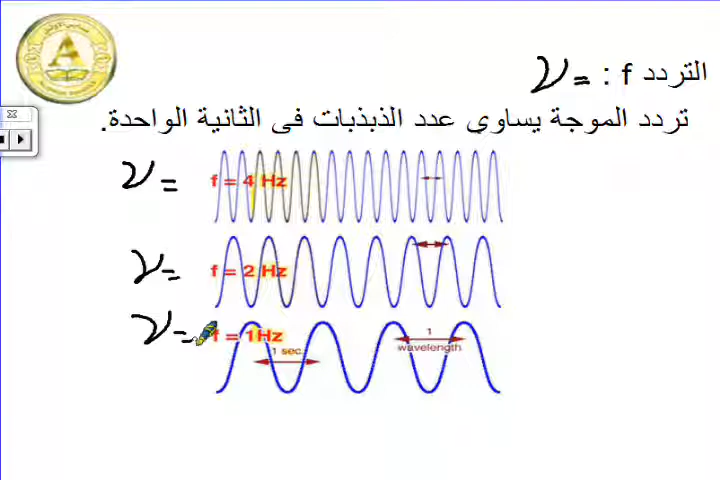 التردد f : ν =
تردد الموجة يساوي عدد الذبذبات فى الثانية الواحدة.
ν = f = 4 Hz
ν = f = 2 Hz
ν = f = 1Hz
1 sec.
1
wavelength
A